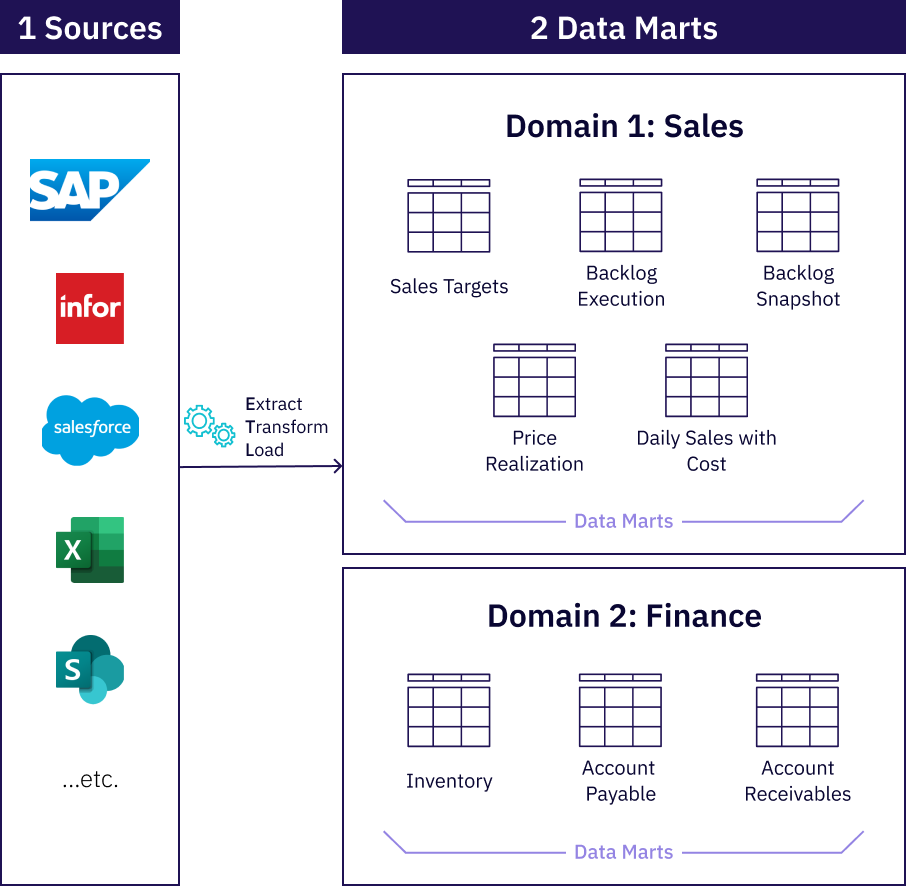 1 Sources
2 Data Marts
SAP
infor
salesforce
X
S
...etc.
Extract
Transform
Load
Domain 1: Sales
Sales Targets
Backlog
Execution
Backlog
Snapshot
Price
Realization
Daily Sales with
Cost
Data Marts
Domain 2: Finance
Inventory
Account
Payable
Account
Receivables
Data Marts